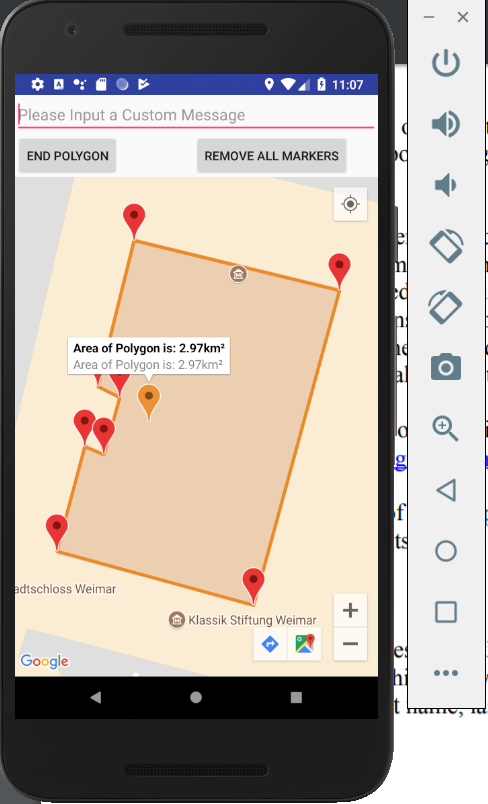 11:07
Please Input a Custom Message
END POLYGON
REMOVE ALL MARKERS
Area of Polygon is: 2.97km²
Area of Polygon is: 2.97km²
adtschloss Weimar
Klassik Stiftung Weimar
Google